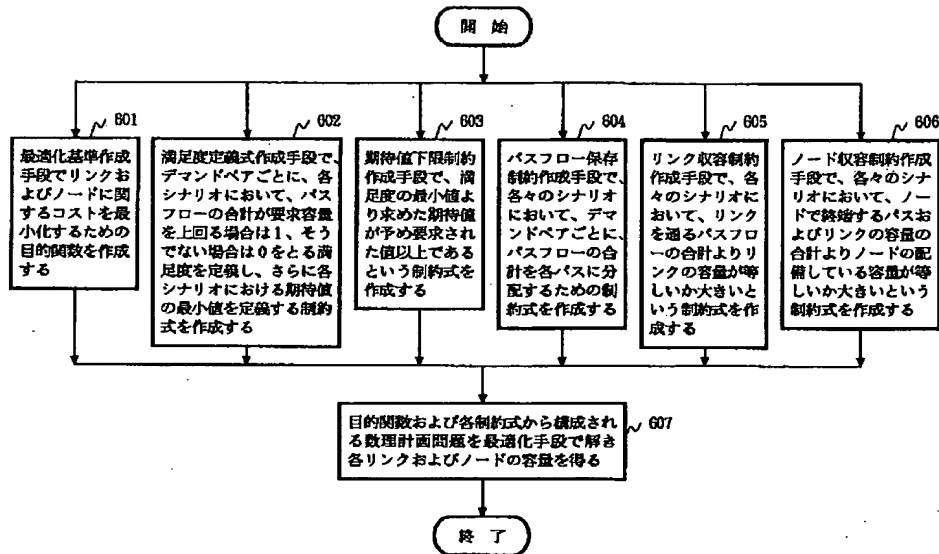 開始
601
最適化基準作成
手段でリンクお
よびノードに関
するコストを最
小化するための
目的関数を作成
する
602
満足度定義式作成手段で、
デマンドペアごとに、各
シナリオにおいて、パス
フローの合計が要求容量
を上回る場合は1、そう
でない場合は0をとる満
足度を定義し、さらに各
シナリオにおける期待値
の最小値を定義する制約
式を作成する
603
期待値下限制約
作成手段で、満
足度の最小値よ
り求めた期待値
が予め要求され
た値以上である
という制約式を
作成する
604
パスフロー保存
制約作成手段で、
各々のシナリオ
において、デマ
ンドペアごとに、
パスフローの合
計を各パスに分
配するための制
約式を作成する
605
リンク収容制約
作成手段で、各
々のシナリオに
おいて、リンク
を通るパスフロー
の合計よりリン
クの容量が等し
いか大きいとい
う制約式を作成
する
606
ノード収容制約作成
手段で、各々のシナ
リオにおいて、ノー
ドで終始するパスお
よびリンクの容量の
合計よりノードの配
備している容量が等
しいか大きいという
制約式を作成する
目的関数および各制約式から構成され
る数理計画問題を最適化手段で解き
各リンクおよびノードの容量を得る
607
終了